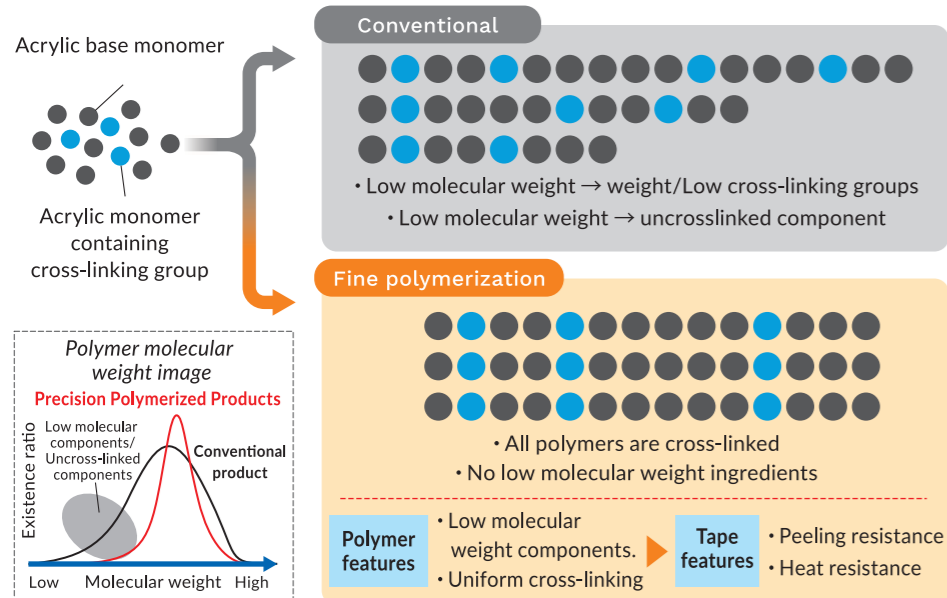 Acrylic base monomer
Acrylic monomer
containing
cross-linking group
Conventional
• Low molecular weight → weight/Low cross-linking groups
• Low molecular weight → uncrosslinked component
Fine polymerization
• All polymers are cross-linked
• No low molecular weight ingredients
Polymer
features
• Low molecular
weight components.
• Uniform cross-linking
Tape
features
• Peeling resistance
• Heat resistance
Polymer molecular
weight image
Precision Polymerized Products
Low molecular
components/
Uncross-linked
components
Conventional
product
Existence ratio
Low
Molecular weight
High